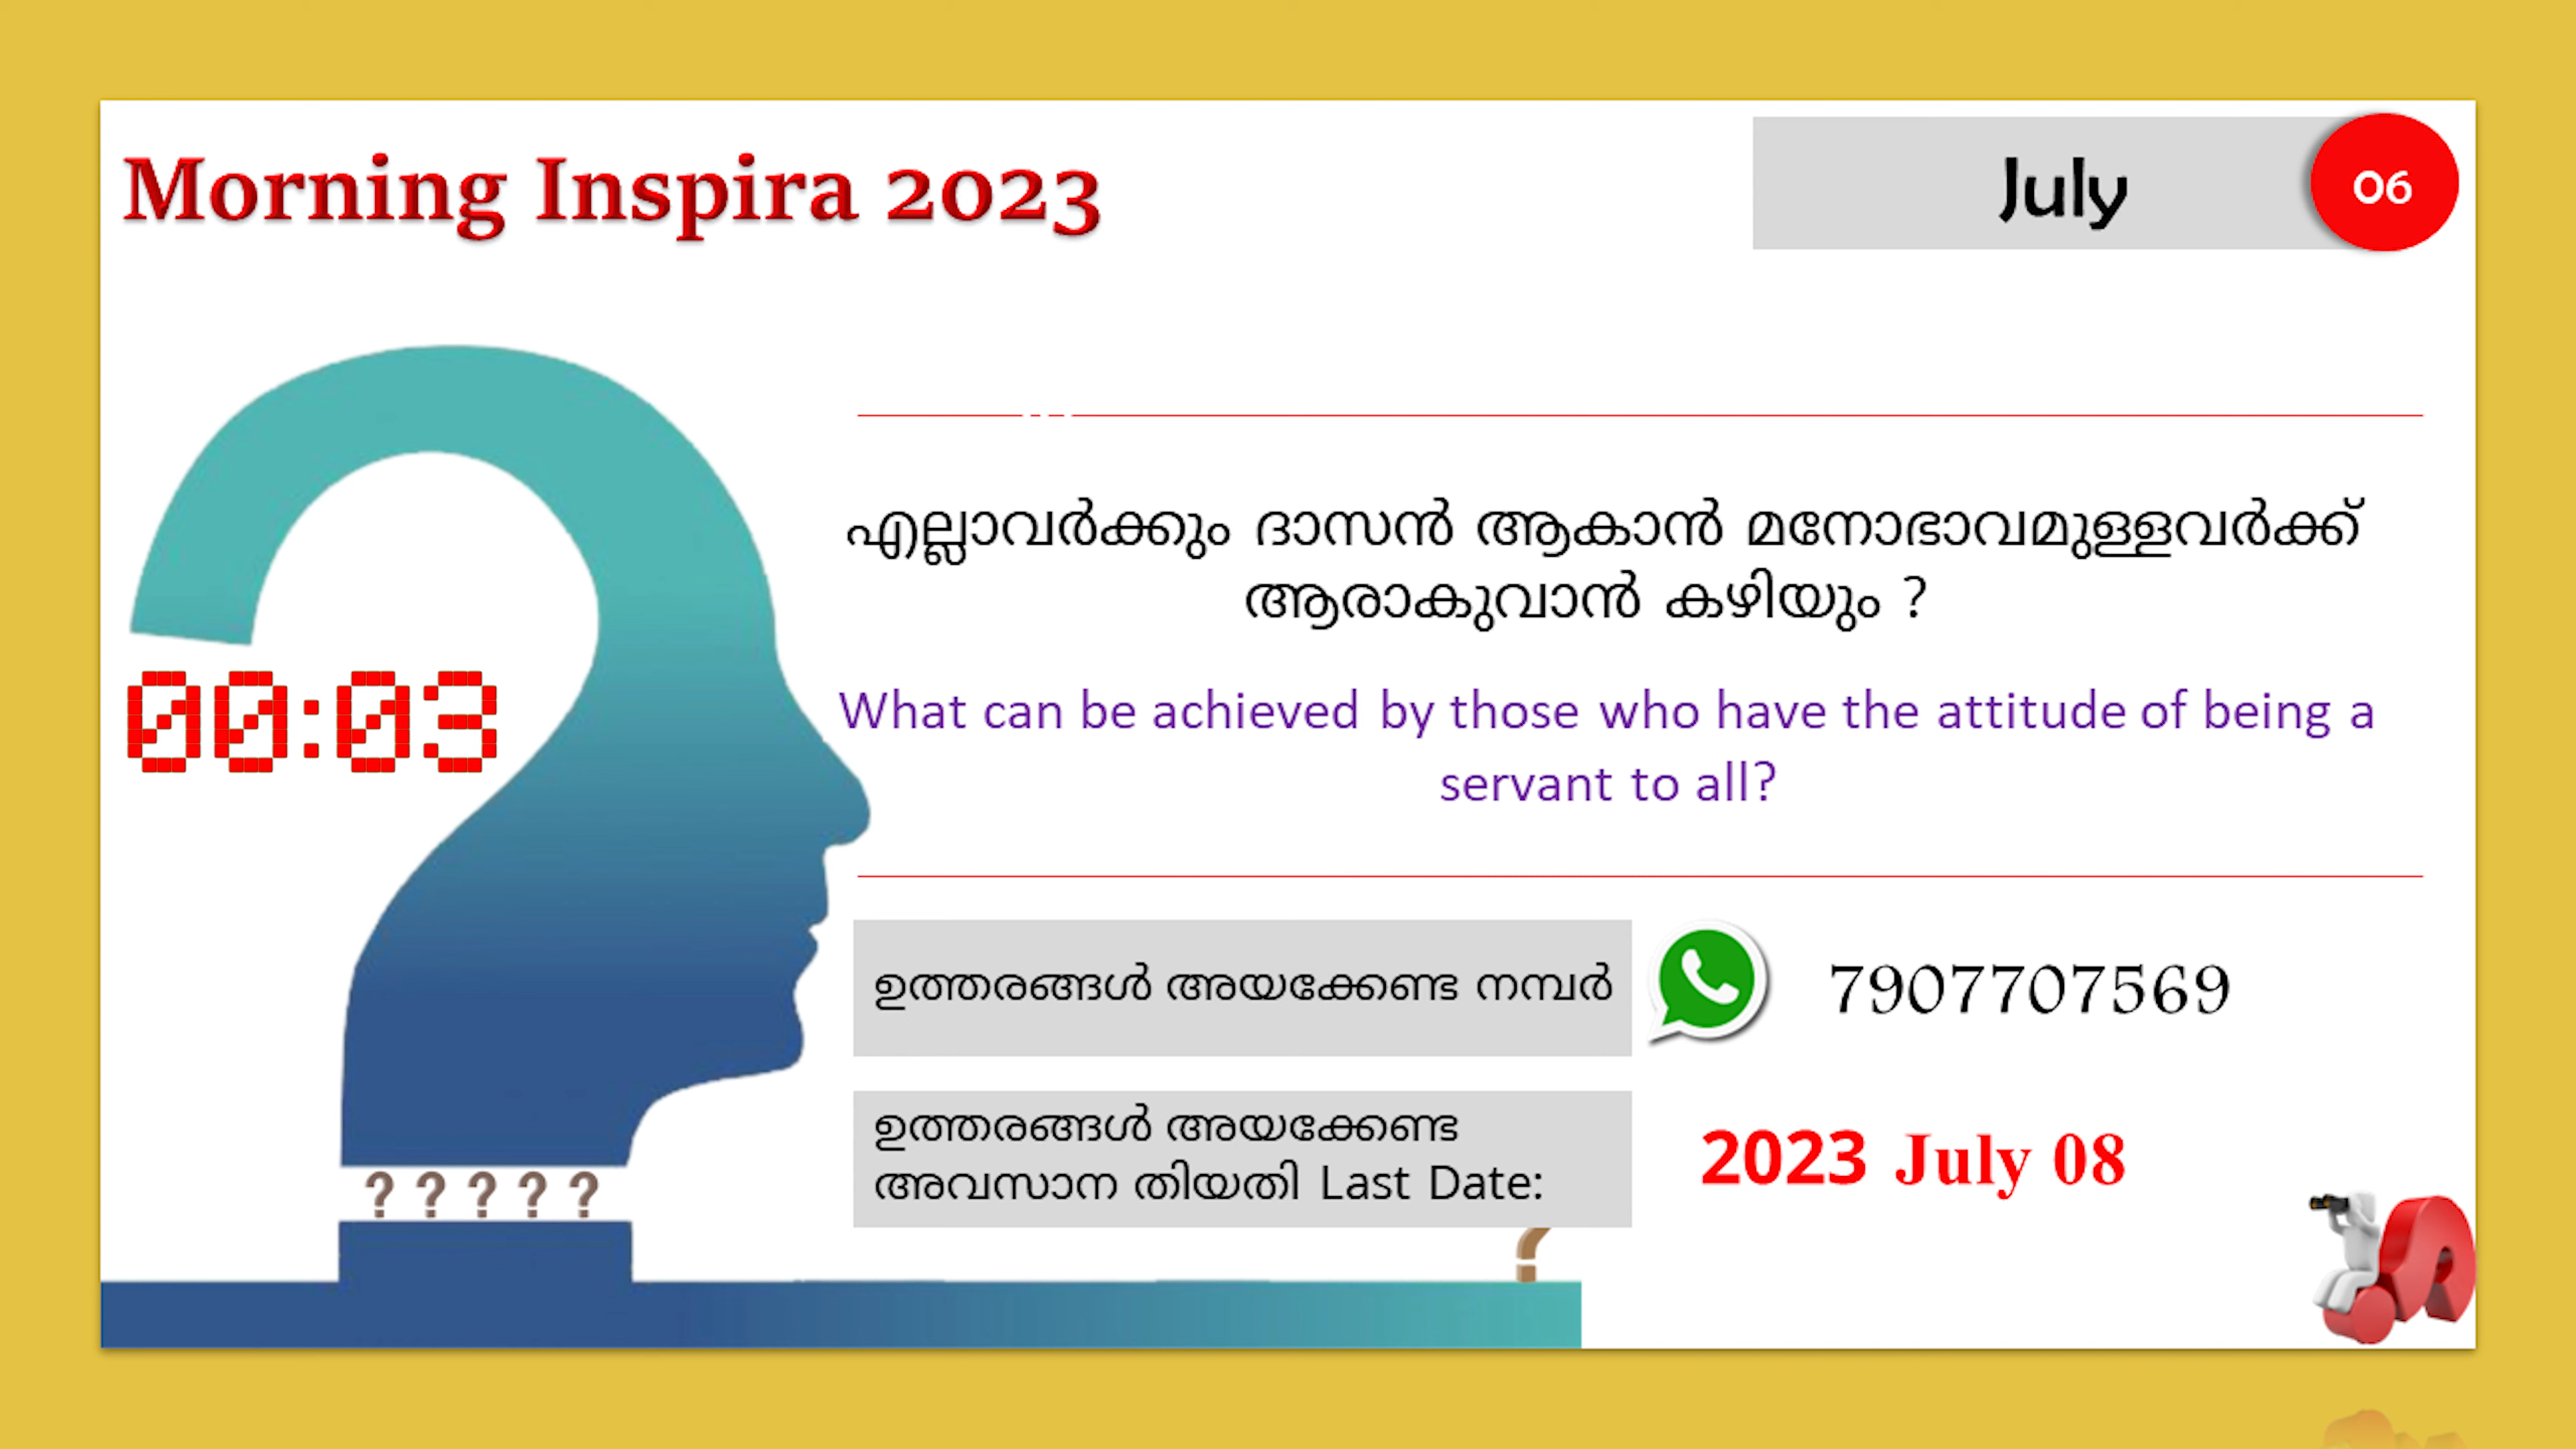 Morning Inspira 2023
July
06
എല്ലാവർക്കും ദാസൻ ആകാൻ മനോഭാവമുള്ളവർക്ക്
ആരാകുവാൻ കഴിയും ?
00:03
What can be achieved by those who have the attitude of being a
servant to all?
ഉത്തരങ്ങൾ അയക്കേണ്ട നമ്പർ
7907707569
ഉത്തരങ്ങൾ അയക്കേണ്ട
അവസാന തിയതി Last Date:
2023 July 08
? ? ? ? ?
?